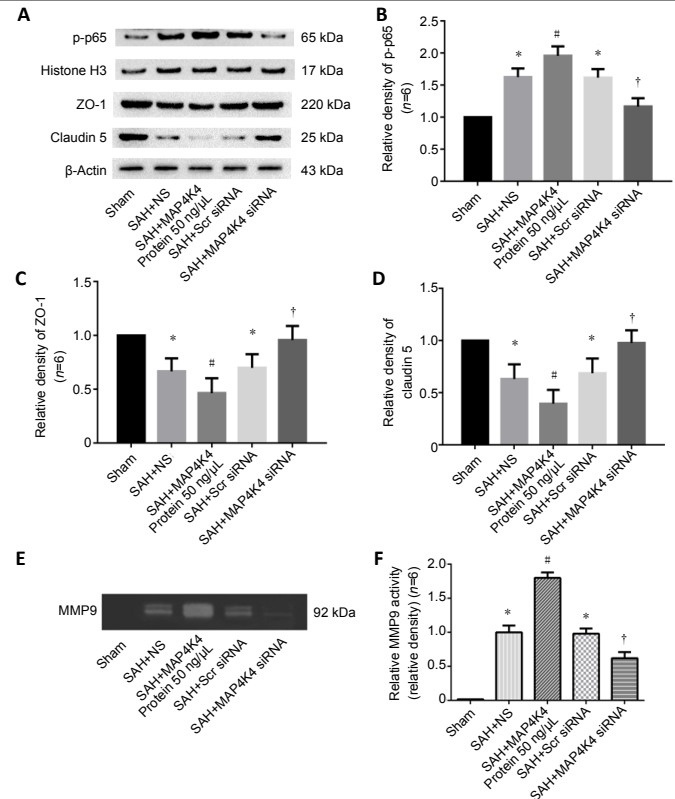 A
p-p65 65 kDa
Histone H3 17 kDa
ZO-1 220 kDa
Claudin 5 25 kDa
β-Actin 43 kDa
Sham
SAH+NS
SAH+MAP4K4
Protein 50 ng/μL
SAH+Scr siRNA
SAH+MAP4K4 siRNA
B
Relative density of p-p65
(n=6)
2.5
2.0
1.5
1.0
0.5
0
*
#
*
†
Sham
SAH+NS
SAH+MAP4K4
Protein 50 ng/μL
SAH+Scr siRNA
SAH+MAP4K4 siRNA
C
Relative density of ZO-1
(n=6)
1.5
1.0
0.5
0
*
#
*
†
Sham
SAH+NS
SAH+MAP4K4
Protein 50 ng/μL
SAH+Scr siRNA
SAH+MAP4K4 siRNA
D
Relative density of
claudin 5
1.5
1.0
0.5
0
*
#
*
†
Sham
SAH+NS
SAH+MAP4K4
Protein 50 ng/μL
SAH+Scr siRNA
SAH+MAP4K4 siRNA
E
MMP9 92 kDa
Sham
SAH+NS
SAH+MAP4K4
Protein 50 ng/μL
SAH+Scr siRNA
SAH+MAP4K4 siRNA
F
Relative MMP9 activity
(relative density) (n=6)
2.0
1.5
1.0
0.5
0
*
#
*
†
Sham
SAH+NS
SAH+MAP4K4
Protein 50 ng/μL
SAH+Scr siRNA
SAH+MAP4K4 siRNA